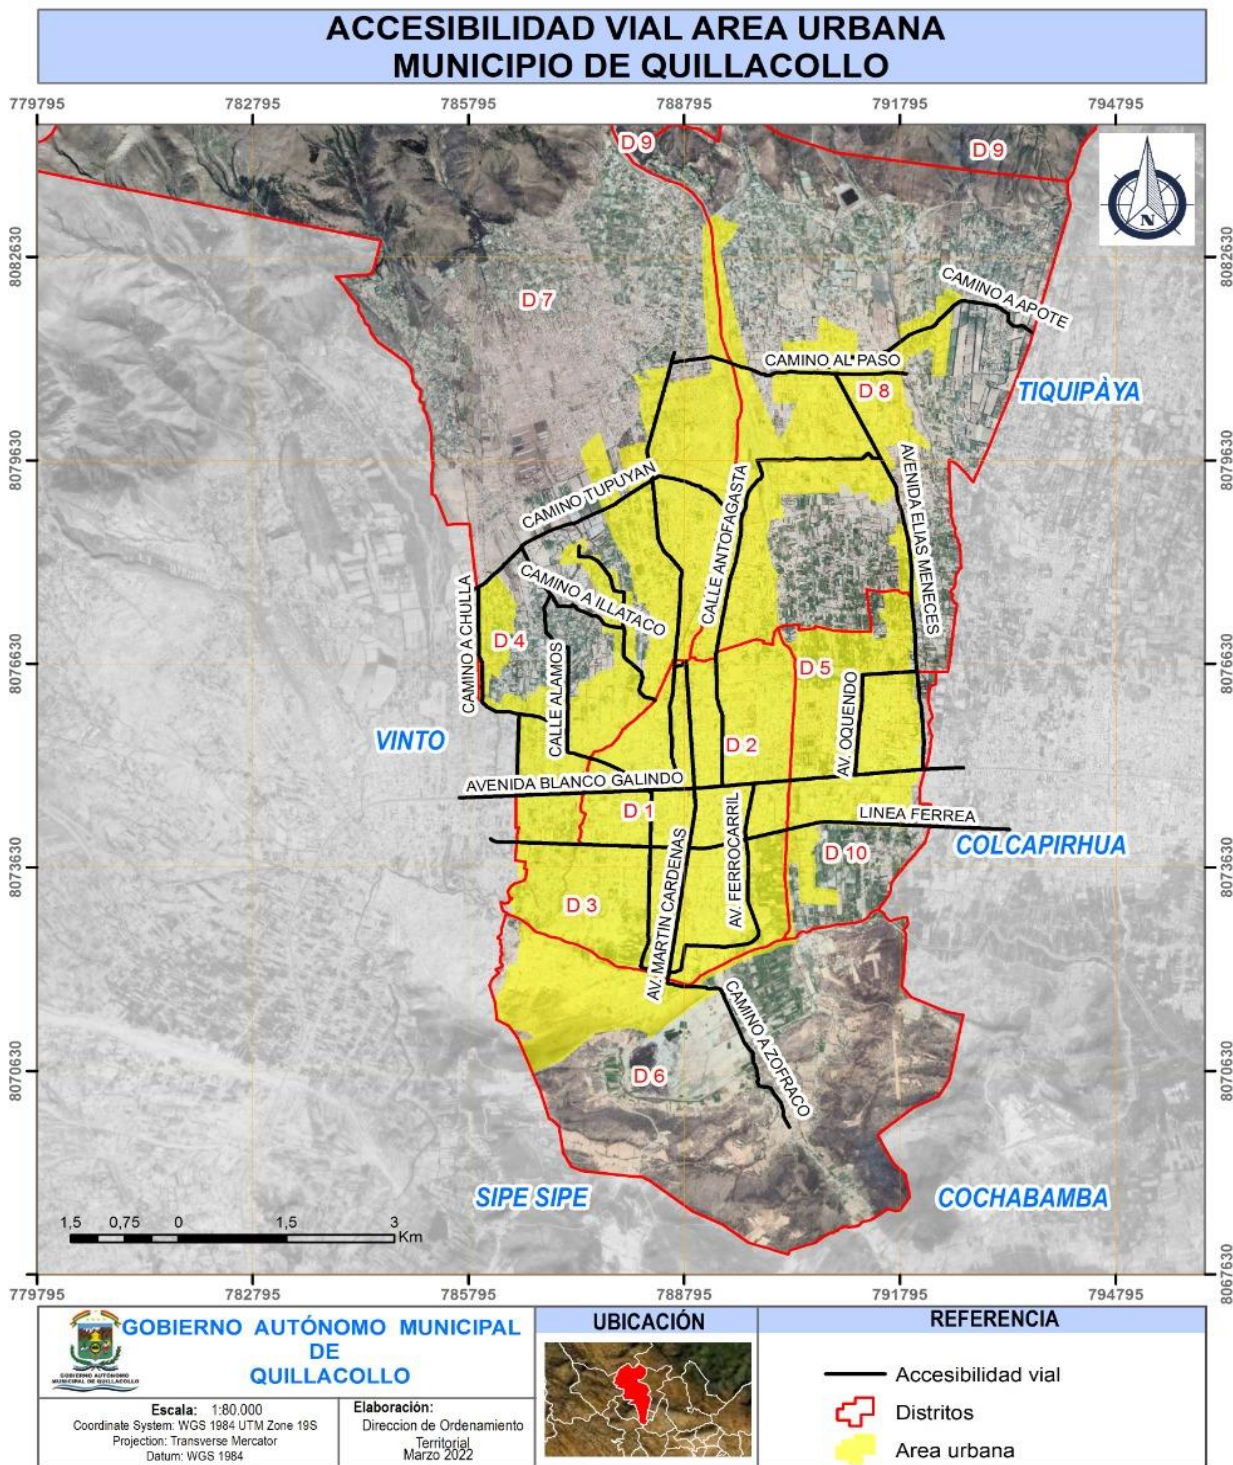 ACCESIBILIDAD VIAL AREA URBANA
MUNICIPIO DE QUILLACOLLO
779795 782795 785795 788795 791795 794795
D 9
D 9
N
8082630
8082630
D 7
CAMINO A APOTE
CAMINO AL PASO
D 8
TIQUIPÀYA
8079630
8079630
CAMINO TUPUYAN
CALLE ANTOFAGASTA
AVENIDA ELIAS MENECES
CAMINO A ILLATACO
CAMINO A CHULLA
D 4
CALLE ALAMOS
8076630
8076630
D 5
AV. OQUENDO
VINTO
D 2
AVENIDA BLANCO GALINDO
D 1
LINEA FERREA
AV. MARTIN CARDENAS
AV. FERROCARRIL
D 10
COLCAPIRHUA
8073630
8073630
D 3
CAMINO A ZOFRACO
8070630
8070630
D 6
SIPE SIPE
COCHABAMBA
1,5 0,75 0 1,5 3
Km
8067630
779795 782795 785795 788795 791795 794795
GOBIERNO AUTÓNOMO MUNICIPAL
DE
QUILLACOLLO
GOBIERNO AUTÓNOMO
MUNICIPAL DE QUILLACOLLO
Escala: 1:80.000
Coordinate System: WGS 1984 UTM Zone 19S
Projection: Transverse Mercator
Datum: WGS 1984
Elaboración:
Direccion de Ordenamiento
Territorial
Marzo 2022
UBICACIÓN
REFERENCIA
Accesibilidad vial
Distritos
Area urbana